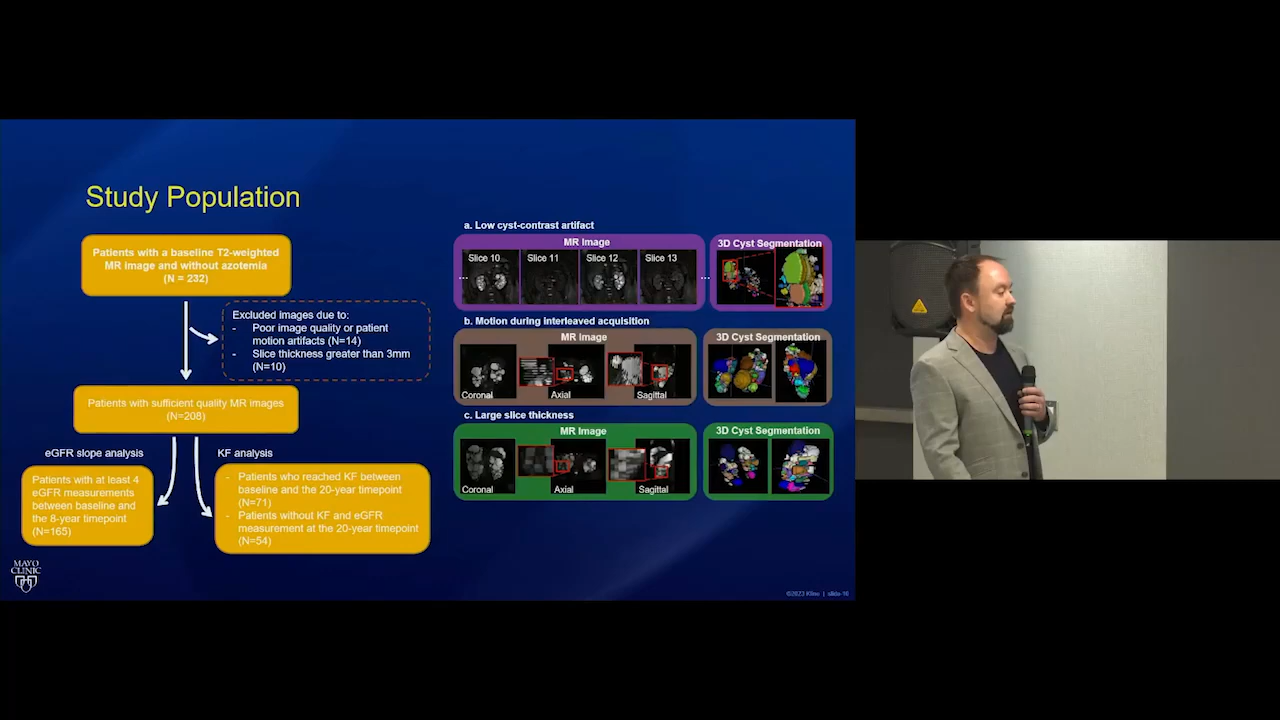 Study Population
Patients with a baseline T2-weighted
MR image and without azotemia
(N = 232)
Excluded images due to:
- Poor image quality or patient
motion artifacts (N=14)
- Slice thickness greater than 3mm
(N=10)
Patients with sufficient quality MR images
(N=208)
eGFR slope analysis
KF analysis
Patients with at least 4
eGFR measurements
between baseline and
the 8-year timepoint
(N=165)
- Patients who reached KF between
baseline and the 20-year timepoint
(N=71)
- Patients without KF and eGFR
measurement at the 20-year timepoint
(N=54)
a. Low cyst-contrast artifact
MR Image
3D Cyst Segmentation
... Slice 10 Slice 11 Slice 12 Slice 13 ...
b. Motion during interleaved acquisition
MR Image
3D Cyst Segmentation
Coronal Axial Sagittal
c. Large slice thickness
MR Image
3D Cyst Segmentation
Coronal Axial Sagittal
MAYO
CLINIC
©2023 Kline | slide-10